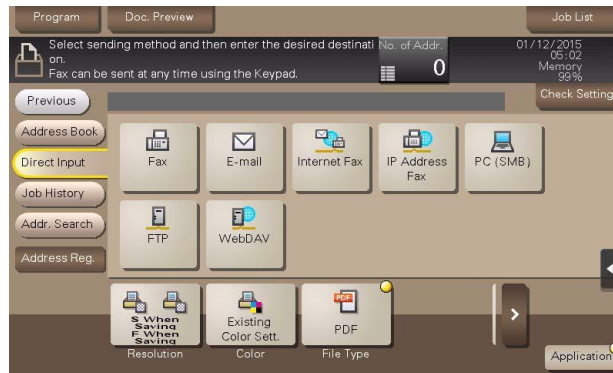 Program
Doc. Preview
Job List
Select sending method and then enter the desired destinati
on.
Fax can be sent at any time using the Keypad.
No. of Addr.
0
01/12/2015
05:02
Memory
99%
Previous
Check Setting
Address Book
Direct Input
Job History
Addr. Search
Address Reg.
Fax
E-mail
Internet Fax
IP Address
Fax
PC (SMB)
FTP
WebDAV
S When
Saving
F When
Saving
Resolution
Existing
Color Sett.
Color
PDF
PDF
File Type
Application